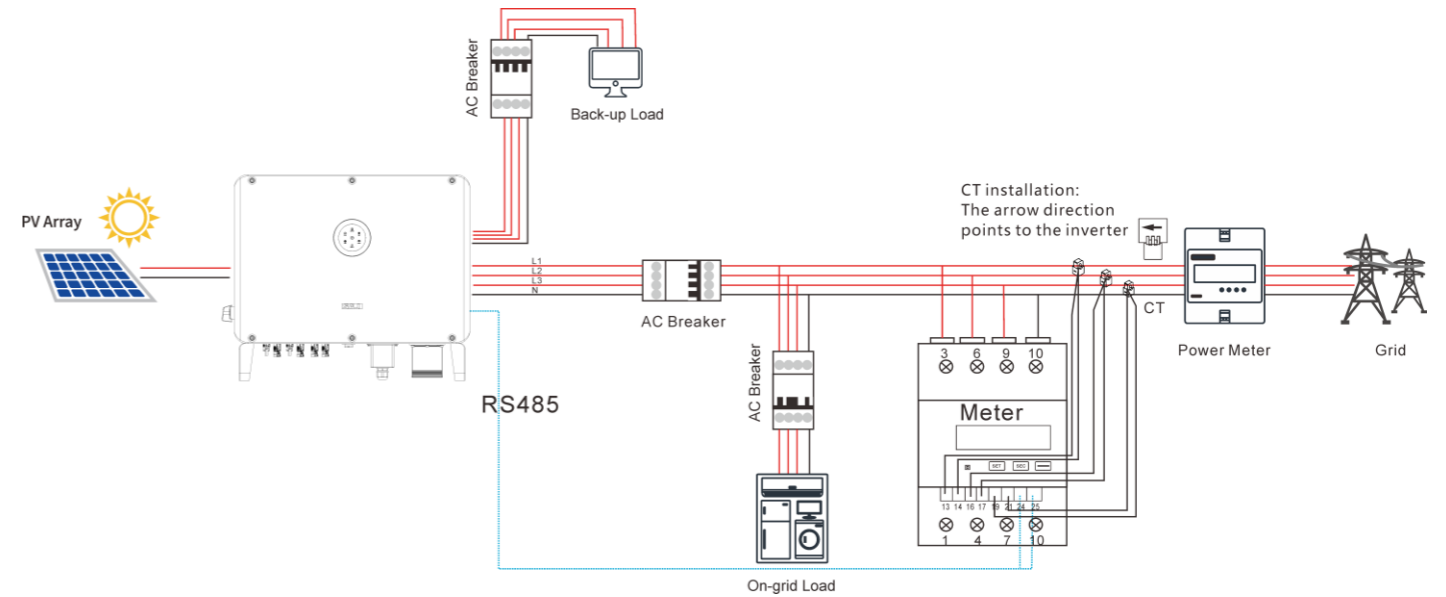 AC Breaker
Back-up Load
PV Array
CT installation:
The arrow direction
points to the inverter
L1
L2
L3
N
AC Breaker
CT
Power Meter
Grid
AC Breaker
3 6 9 10
RS485
Meter
SET SEC
13 14 16 17 19 21 24 25
1 4 7 10
On-grid Load